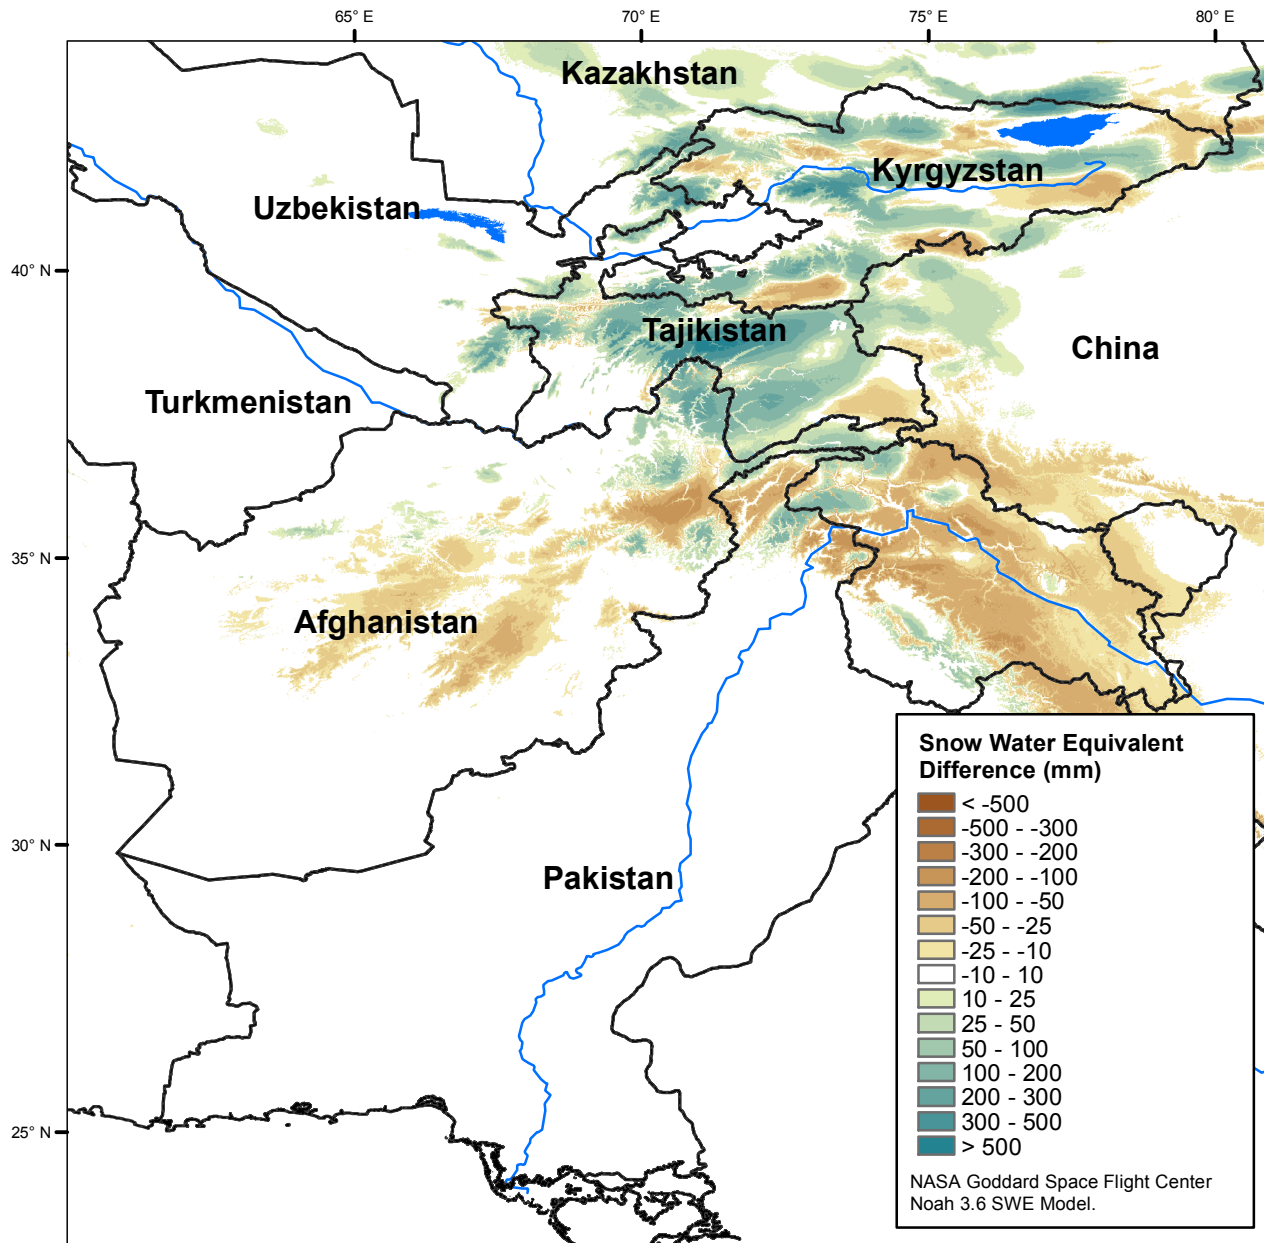 65° E
70° E
75° E
80° E
Kazakhstan
Kyrgyzstan
Uzbekistan
40° N
Tajikistan
China
Turkmenistan
35° N
Afghanistan
30° N
Pakistan
25° N
Snow Water Equivalent
Difference (mm)
< -500
-500 - -300
-300 - -200
-200 - -100
-100 - -50
-50 - -25
-25 - -10
-10 - 10
10 - 25
25 - 50
50 - 100
100 - 200
200 - 300
300 - 500
> 500
NASA Goddard Space Flight Center
Noah 3.6 SWE Model.